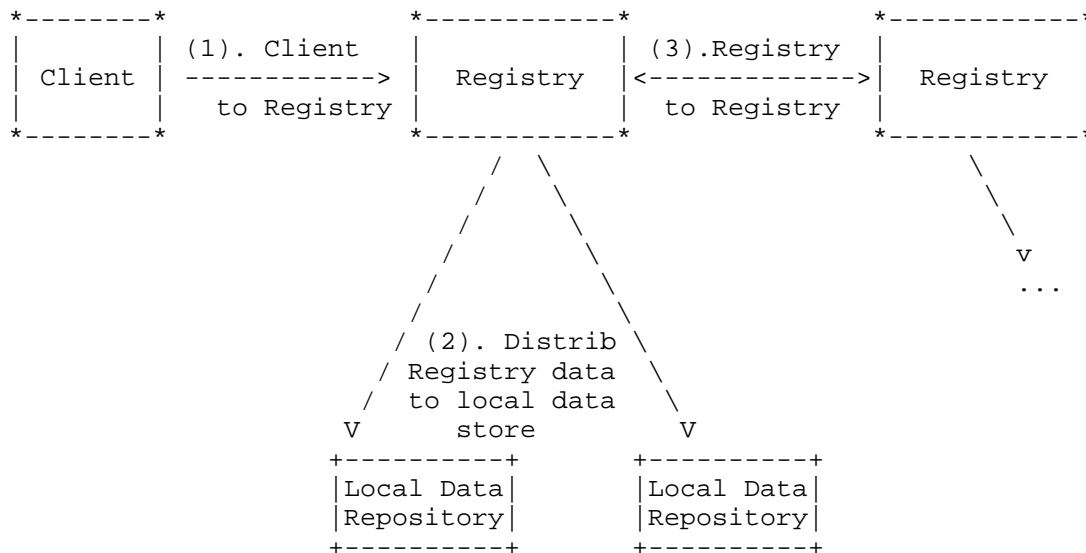 (1). Client (3).Registry
Client Registry Registry
to Registry to Registry
...
(2). Distrib
Registry data
to local data
store
Local Data Local Data
Repository Repository